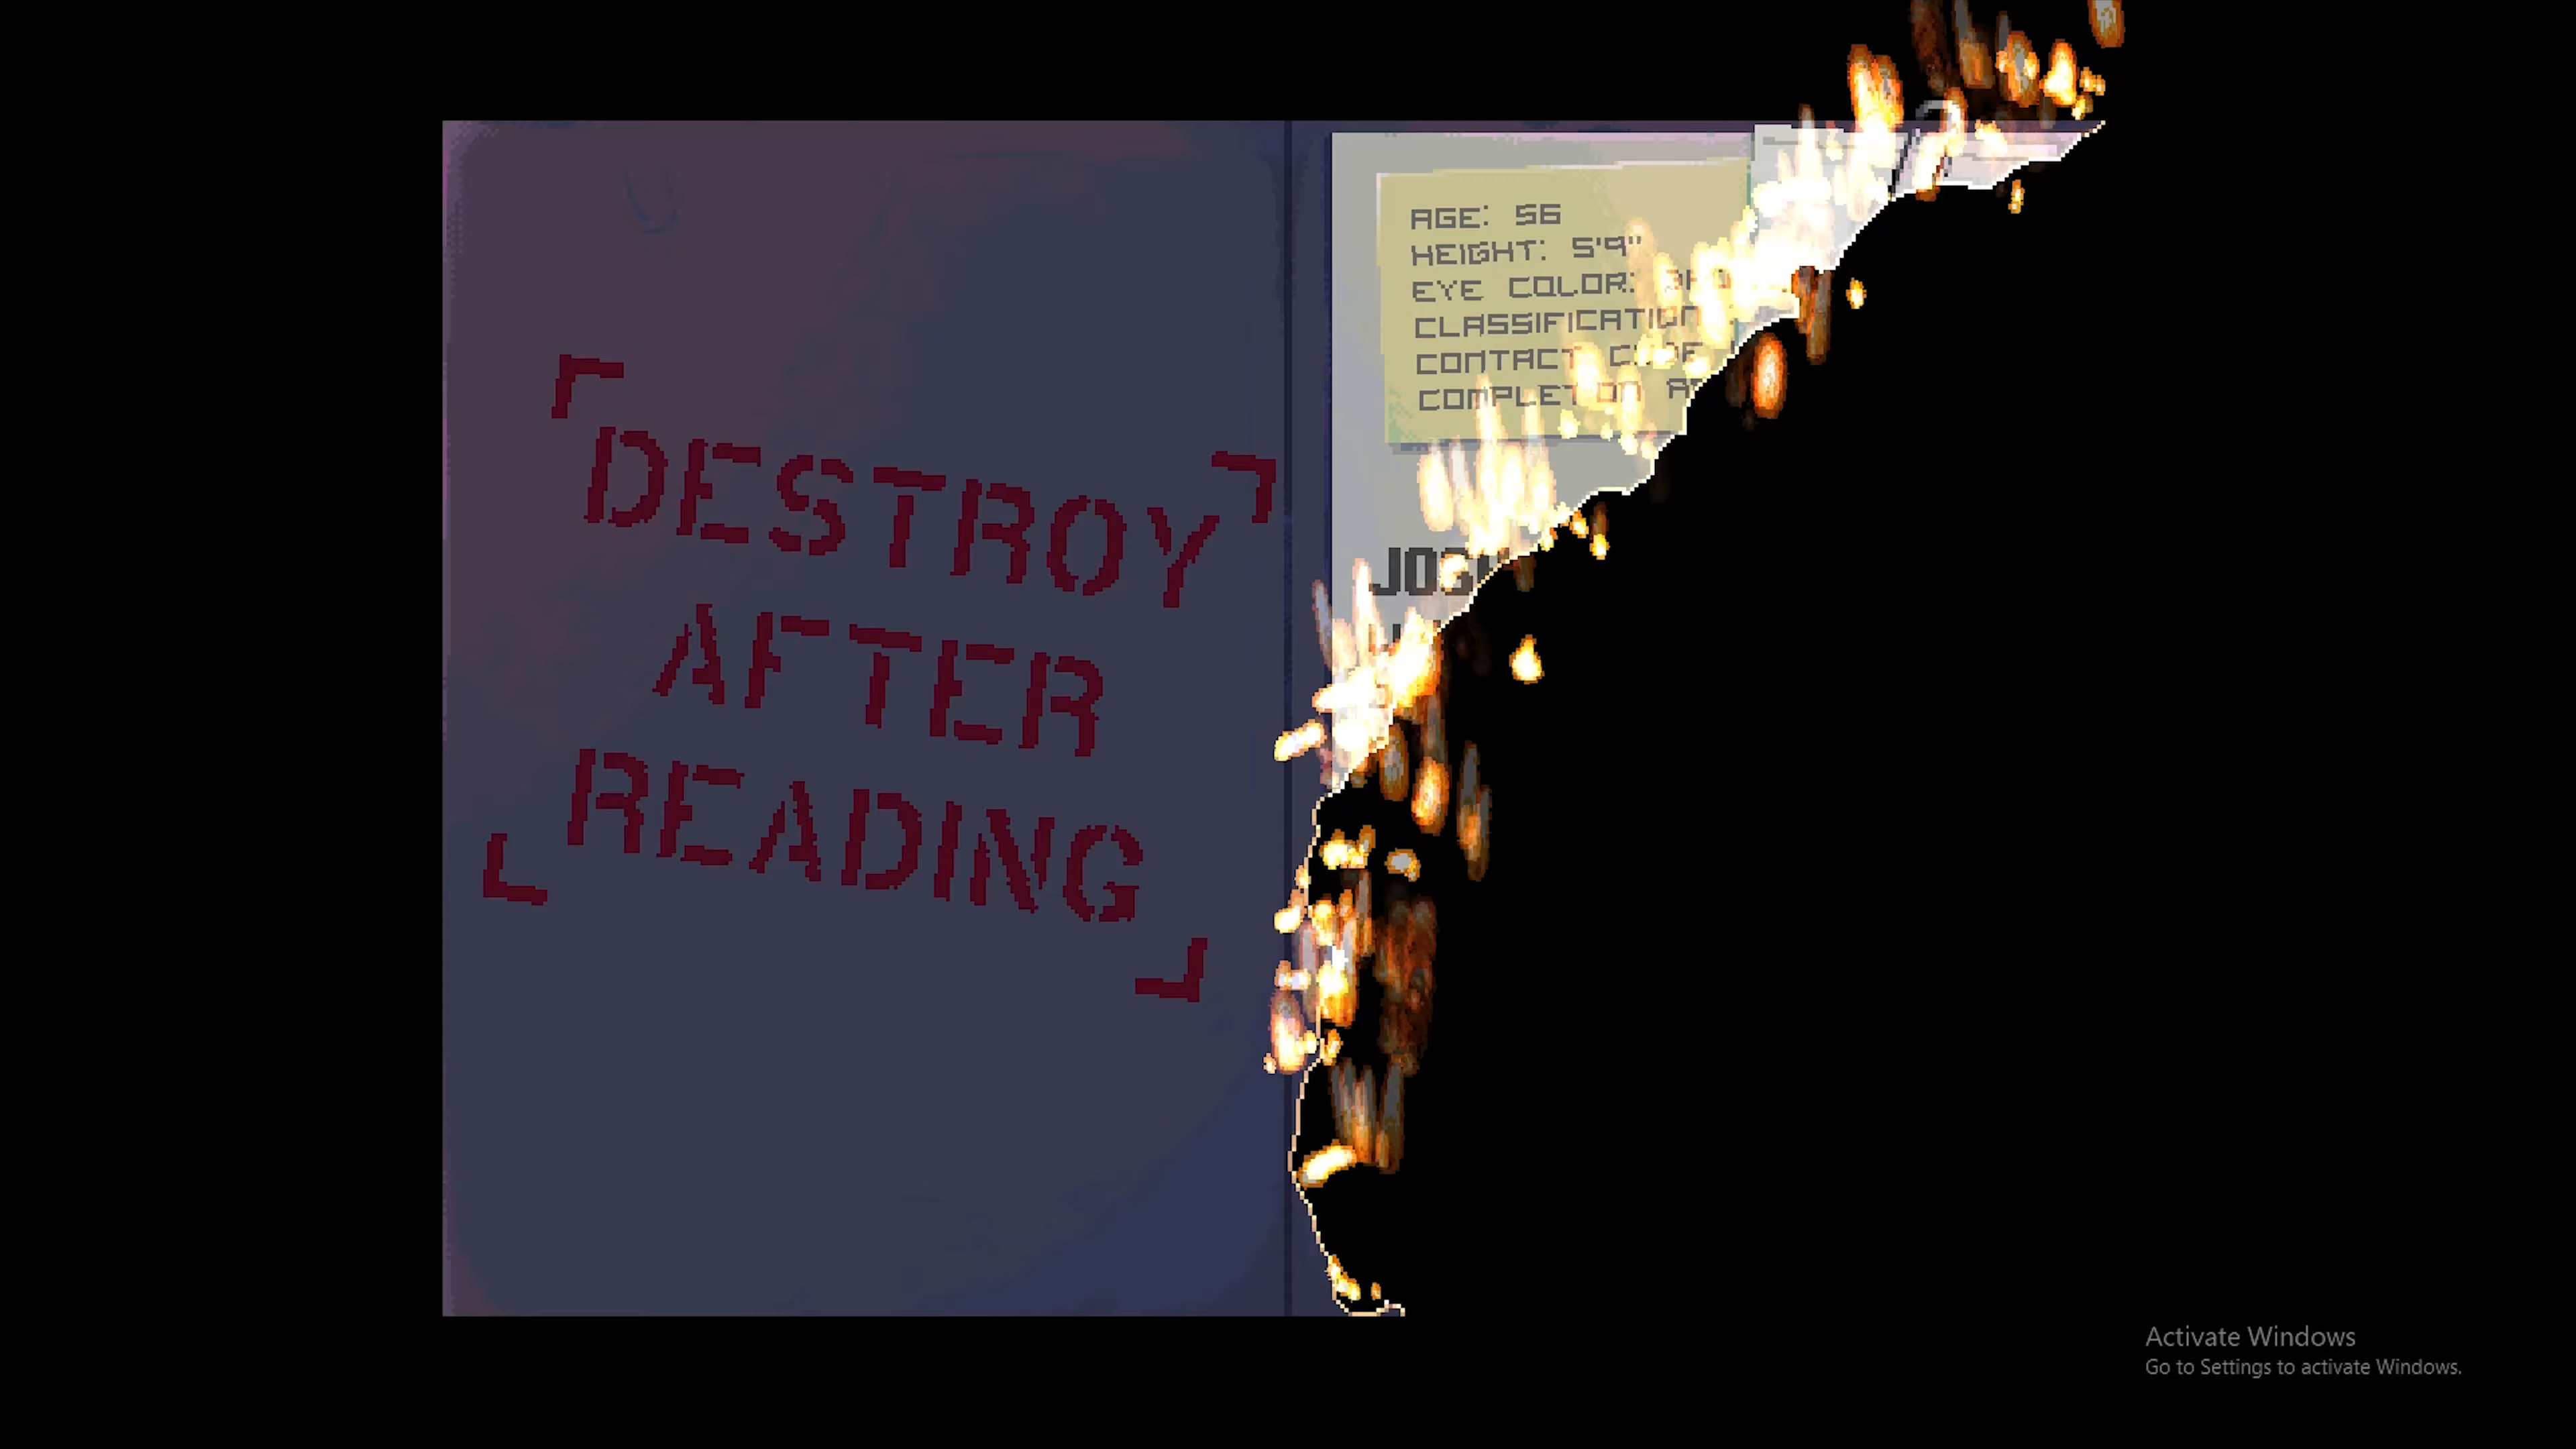 DESTROY
AFTER
READING
AGE: 56
HEIGHT: 5'9"
EYE COLOR:
CLASSIFICATION
CONTACT
COMPLETION
Activate Windows
Go to Settings to activate Windows.